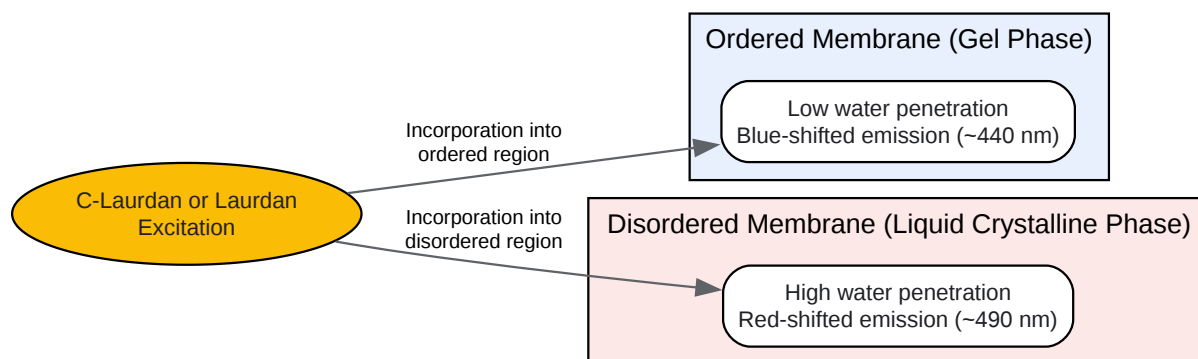 Ordered Membrane (Gel Phase)
Low water penetration
Blue-shifted emission (~440 nm)
Incorporation into
ordered region
C-Laurdan or Laurdan
Excitation
Incorporation into
disordered region
Disordered Membrane (Liquid Crystalline Phase)
High water penetration
Red-shifted emission (~490 nm)